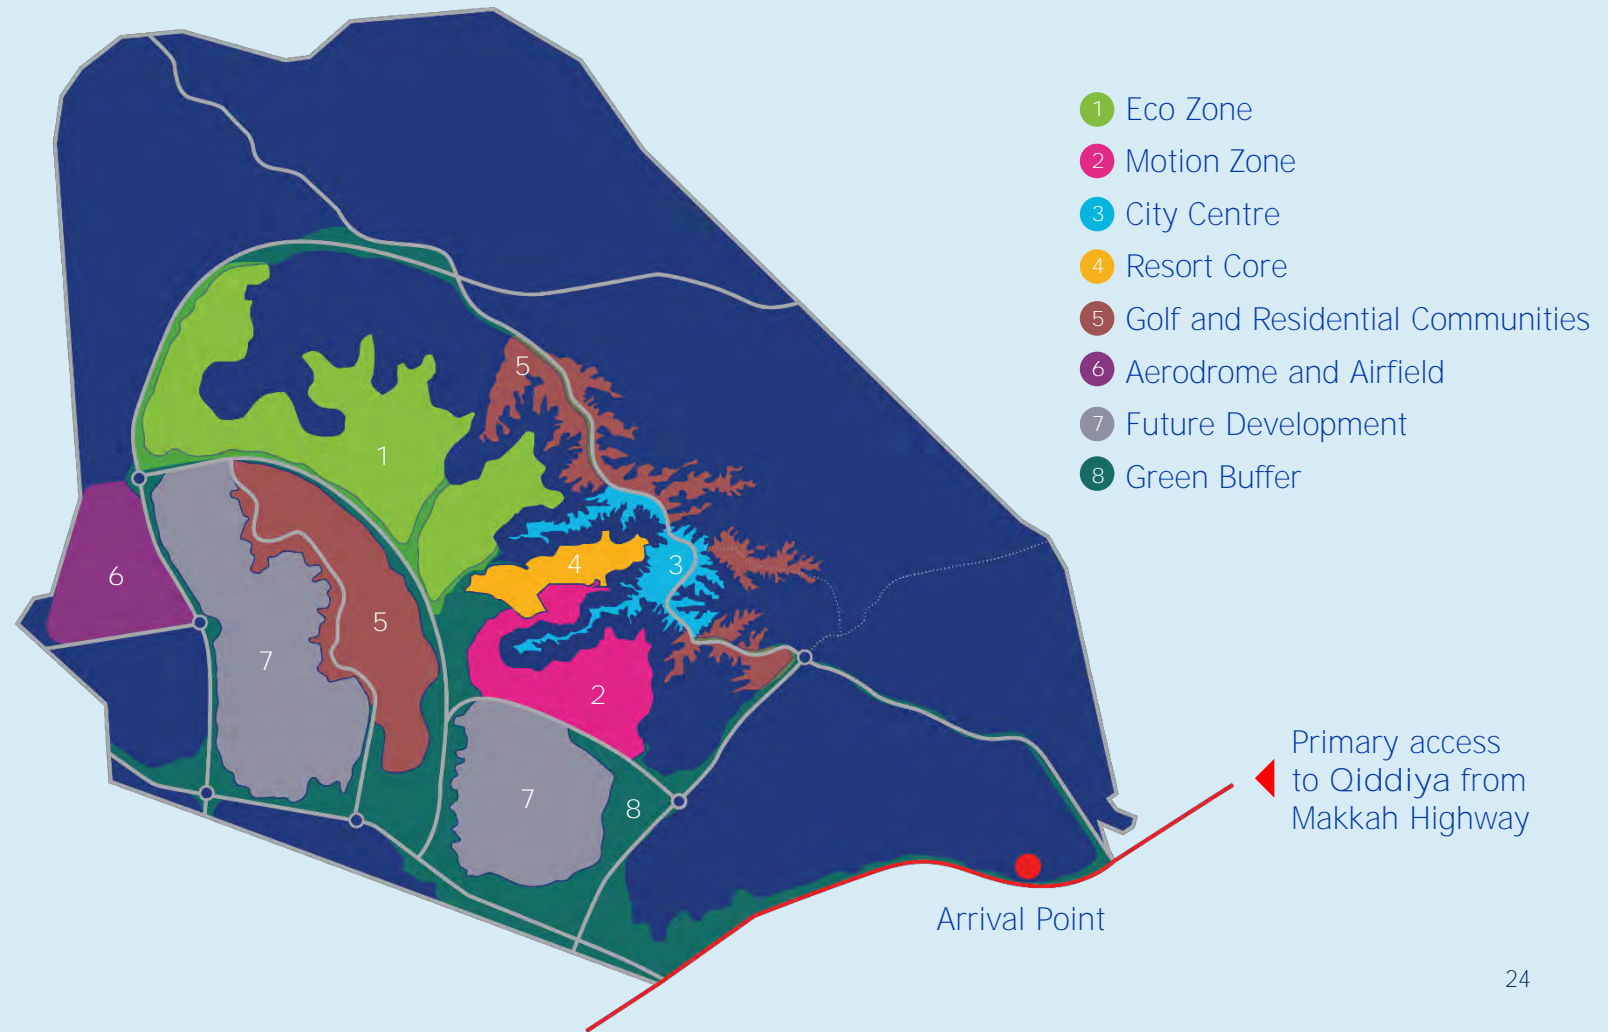 1 Eco Zone
2 Motion Zone
3 City Centre
4 Resort Core
5 Golf and Residential Communities
6 Aerodrome and Airfield
7 Future Development
8 Green Buffer
5
1
4
3
6
5
7
2
7
8
Primary access
to Qiddiya from
Makkah Highway
Arrival Point
24